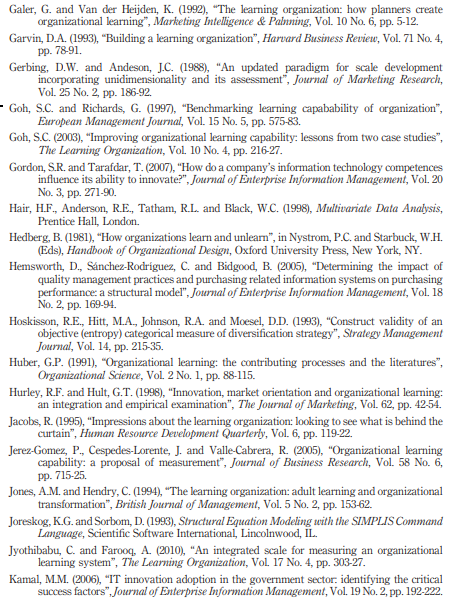 Galer, G. and Van der Heijden, K. (1992), “The learning organization: how planners create
organizational learning”, Marketing Intelligence & Palnning, Vol. 10 No. 6, pp. 5-12.
Garvin, D.A. (1993), “Building a learning organization”, Harvard Business Review, Vol. 71 No. 4,
pp. 78-91.
Gerbing, D.W. and Andeson, J.C. (1988), “An updated paradigm for scale development
incorporating unidimensionality and its assessment”, Journal of Marketing Research,
Vol. 25 No. 2, pp. 186-92.
Goh, S.C. and Richards, G. (1997), “Benchmarking learning capabability of organization”,
European Management Journal, Vol. 15 No. 5, pp. 575-83.
Goh, S.C. (2003), “Improving organizational learning capability: lessons from two case studies”,
The Learning Organization, Vol. 10 No. 4, pp. 216-27.
Gordon, S.R. and Tarafdar, T. (2007), “How do a company’s information technology competences
influence its ability to innovate?”, Journal of Enterprise Information Management, Vol. 20
No. 3, pp. 271-90.
Hair, H.F., Anderson, R.E., Tatham, R.L. and Black, W.C. (1998), Multivariate Data Analysis,
Prentice Hall, London.
Hedberg, B. (1981), “How organizations learn and unlearn”, in Nystrom, P.C. and Starbuck, W.H.
(Eds), Handbook of Organizational Design, Oxford University Press, New York, NY.
Hemsworth, D., Sánchez-Rodríguez, C. and Bidgood, B. (2005), “Determining the impact of
quality management practices and purchasing related information systems on purchasing
performance: a structural model”, Journal of Enterprise Information Management, Vol. 18
No. 2, pp. 169-94.
Hoskisson, R.E., Hitt, M.A., Johnson, R.A. and Moesel, D.D. (1993), “Construct validity of an
objective (entropy) categorical measure of diversification strategy”, Strategy Management
Journal, Vol. 14, pp. 215-35.
Huber, G.P. (1991), “Organizational learning: the contributing processes and the literatures”,
Organizational Science, Vol. 2 No. 1, pp. 88-115.
Hurley, R.F. and Hult, G.T. (1998), “Innovation, market orientation and organizational learning:
an integration and empirical examination”, The Journal of Marketing, Vol. 62, pp. 42-54.
Jacobs, R. (1995), “Impressions about the learning organization: looking to see what is behind the
curtain”, Human Resource Development Quarterly, Vol. 6, pp. 119-22.
Jerez-Gomez, P., Cespedes-Lorente, J. and Valle-Cabrera, R. (2005), “Organizational learning
capability: a proposal of measurement”, Journal of Business Research, Vol. 58 No. 6,
pp. 715-25.
Jones, A.M. and Hendry, C. (1994), “The learning organization: adult learning and organizational
transformation”, British Journal of Management, Vol. 5 No. 2, pp. 153-62.
Joreskog, K.G. and Sorbom, D. (1993), Structural Equation Modeling with the SIMPLIS Command
Language, Scientific Software International, Lincolnwood, IL.
Jyothibabu, C. and Farooq, A. (2010), “An integrated scale for measuring an organizational
learning system”, The Learning Organization, Vol. 17 No. 4, pp. 303-27.
Kamal, M.M. (2006), “IT innovation adoption in the government sector: identifying the critical
success factors”, Journal of Enterprise Information Management, Vol. 19 No. 2, pp. 192-222.